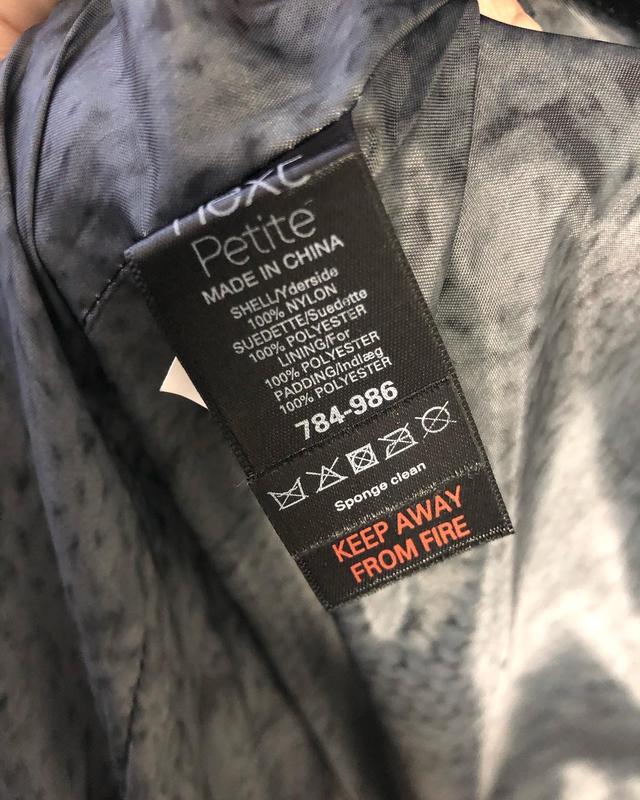 next
Petite
MADE IN CHINA
SHELL/Yderside
100% NYLON
SUEDETTE/Suedette
100% POLYESTER
LINING/For
100% POLYESTER
PADDING/Indlæg
100% POLYESTER
784-986
Sponge clean
KEEP AWAY
FROM FIRE